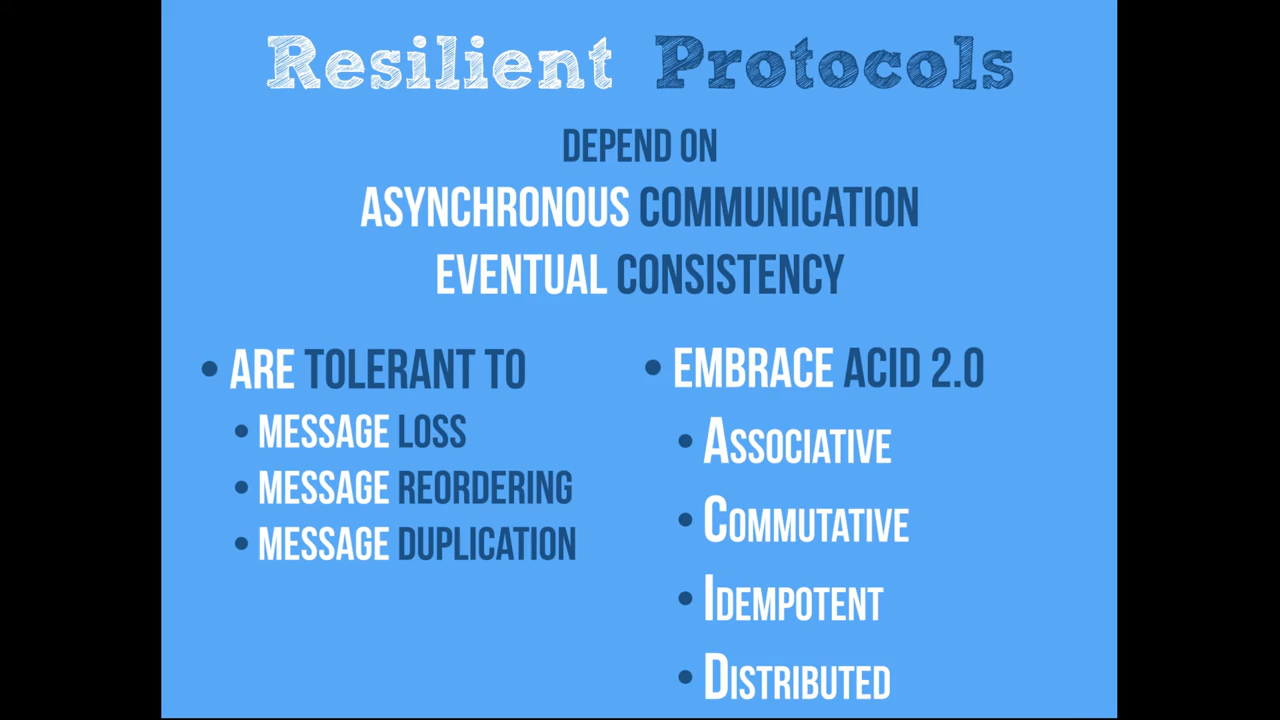 Resilient Protocols
DEPEND ON
ASYNCHRONOUS COMMUNICATION
EVENTUAL CONSISTENCY
• ARE TOLERANT TO
• MESSAGE LOSS
• MESSAGE REORDERING
• MESSAGE DUPLICATION
• EMBRACE ACID 2.0
• ASSOCIATIVE
• COMMUTATIVE
• IDEMPOTENT
• DISTRIBUTED